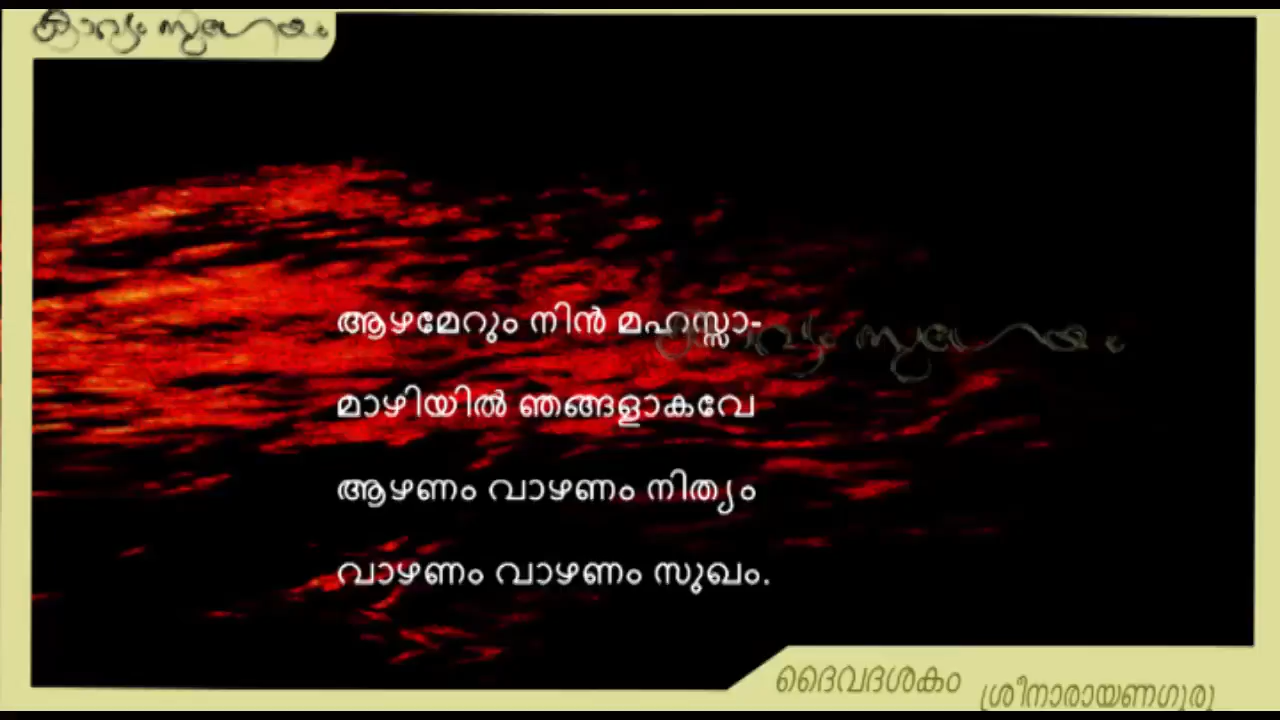 കാവ്യം സുഗേയം
ആഴമേറും നിൻ മഹസ്സാ-
കാവ്യം സുഗേയം
മാഴിയിൽ ഞങ്ങളാകവേ
ആഴണം വാഴണം നിത്യം
വാഴണം വാഴണം സുഖം.
ദൈവദശകം ശ്രീനാരായണഗുരു